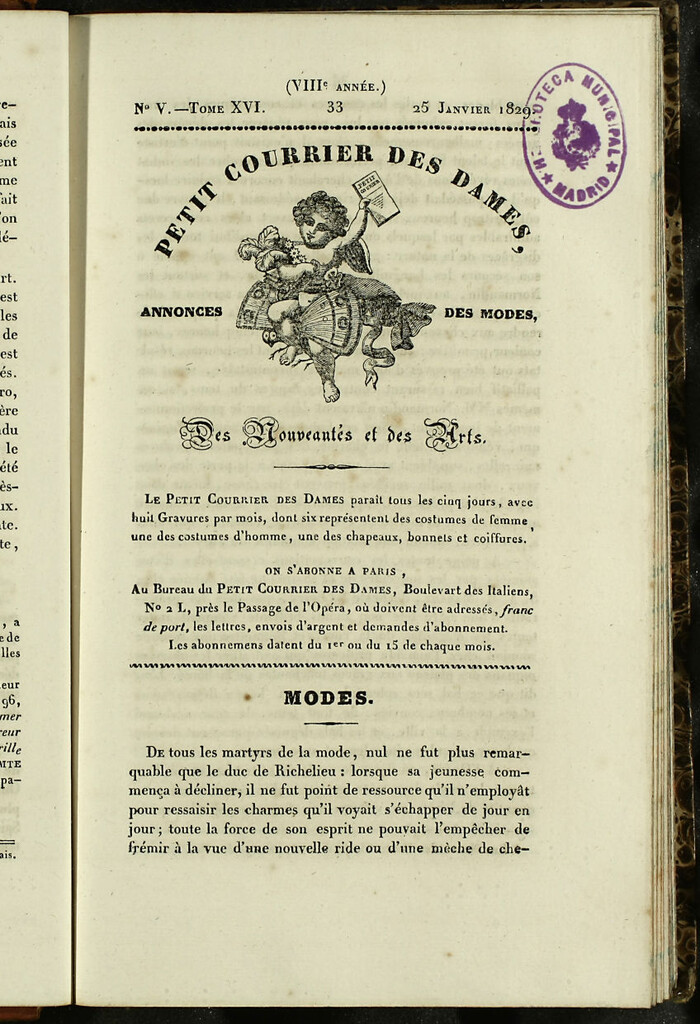 (VIIIᵉ ANNÉE.)
Nº V. — TOME XVI. 33 25 JANVIER 1829.
PETIT COURRIER DES DAMES,
ANNONCES DES MODES,
Des Nouveautés et des Arts.
LE PETIT COURRIER DES DAMES paraît tous les cinq jours, avec
huit Gravures par mois, dont six représentent des costumes de femme,
une des costumes d'homme, une des chapeaux, bonnets et coiffures.
ON S'ABONNE A PARIS,
Au Bureau du PETIT COURRIER DES DAMES, Boulevart des Italiens,
Nº 2 L, près le Passage de l'Opéra, où doivent être adressés, franc
de port, les lettres, envois d'argent et demandes d'abonnement.
Les abonnemens datent du 1er ou du 15 de chaque mois.
MODES.
DE tous les martyrs de la mode, nul ne fut plus remar-
quable que le duc de Richelieu : lorsque sa jeunesse com-
mença à décliner, il ne fut point de ressource qu'il n'employât
pour ressaisir les charmes qu'il voyait s'échapper de jour en
jour; toute la force de son esprit ne pouvait l'empêcher de
frémir à la vue d'une nouvelle ride ou d'une mèche de che-
MUNICIPAL
★ MADRID ★